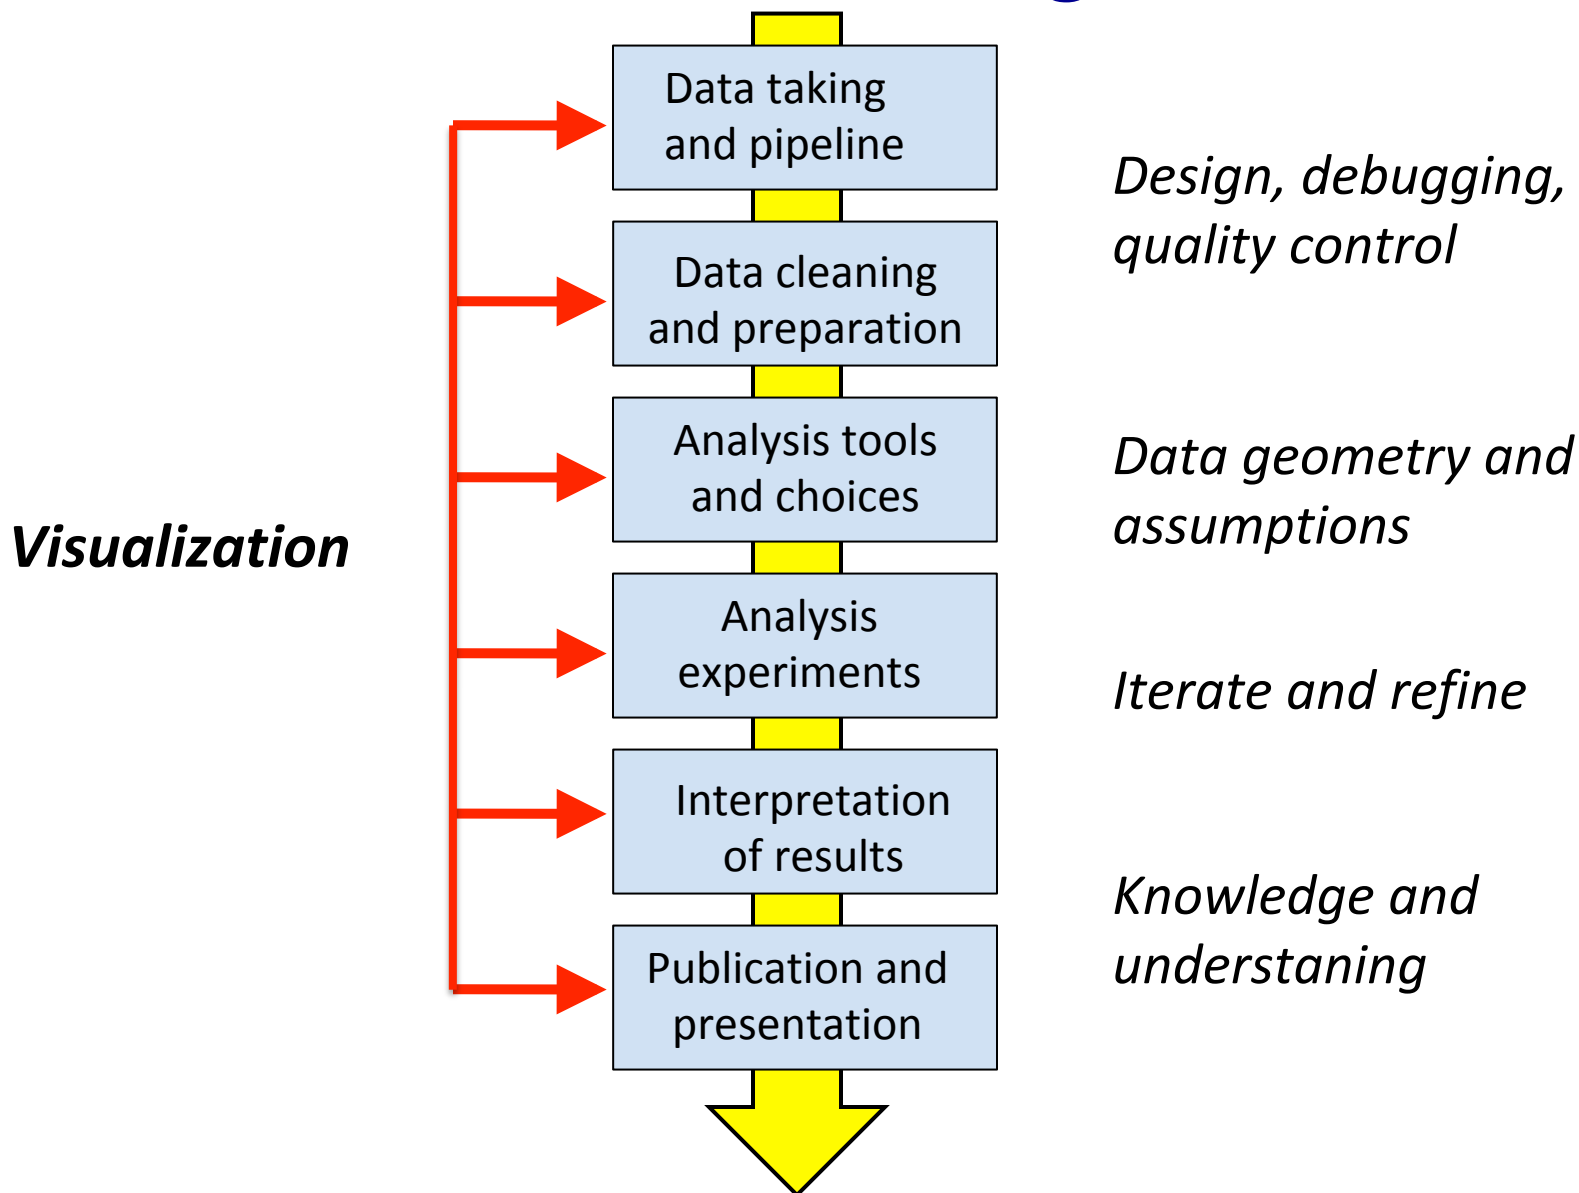 Data taking
and pipeline
Design, debugging,
quality control
Data cleaning
and preparation
Analysis tools
and choices
Data geometry and
assumptions
Visualization
Analysis
experiments
Iterate and refine
Interpretation
of results
Knowledge and
understaning
Publication and
presentation